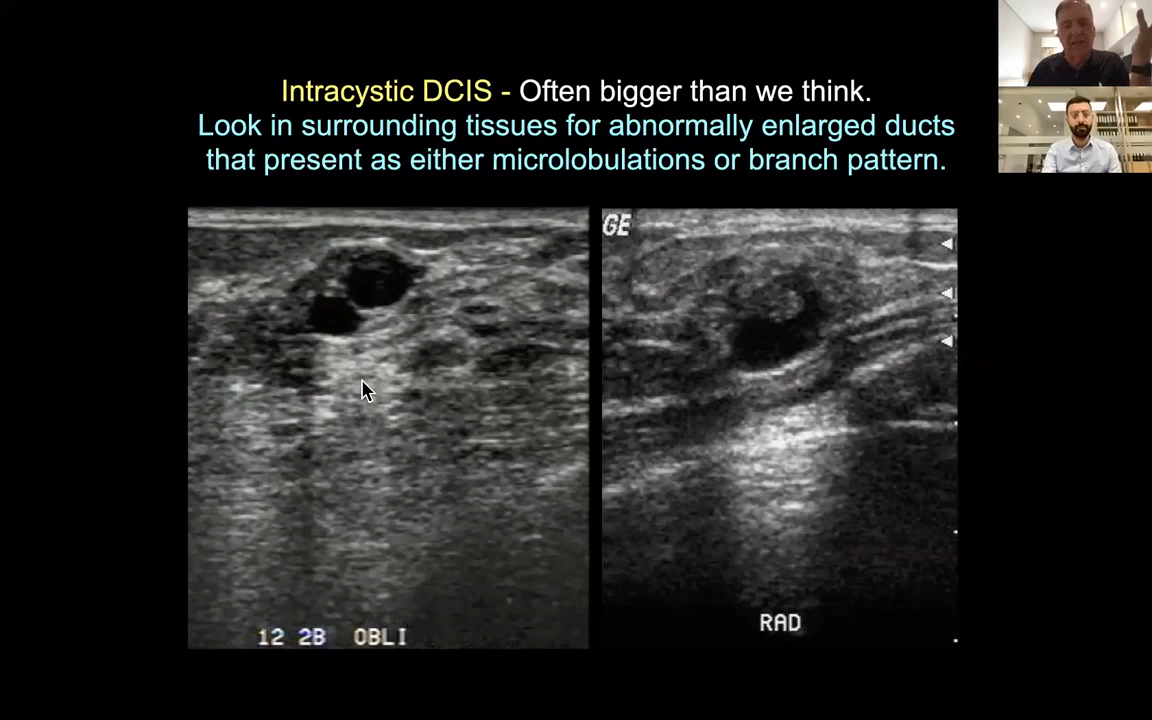 Intracystic DCIS - Often bigger than we think.
Look in surrounding tissues for abnormally enlarged ducts
that present as either microlobulations or branch pattern.
GE
12 2B OBLI
RAD